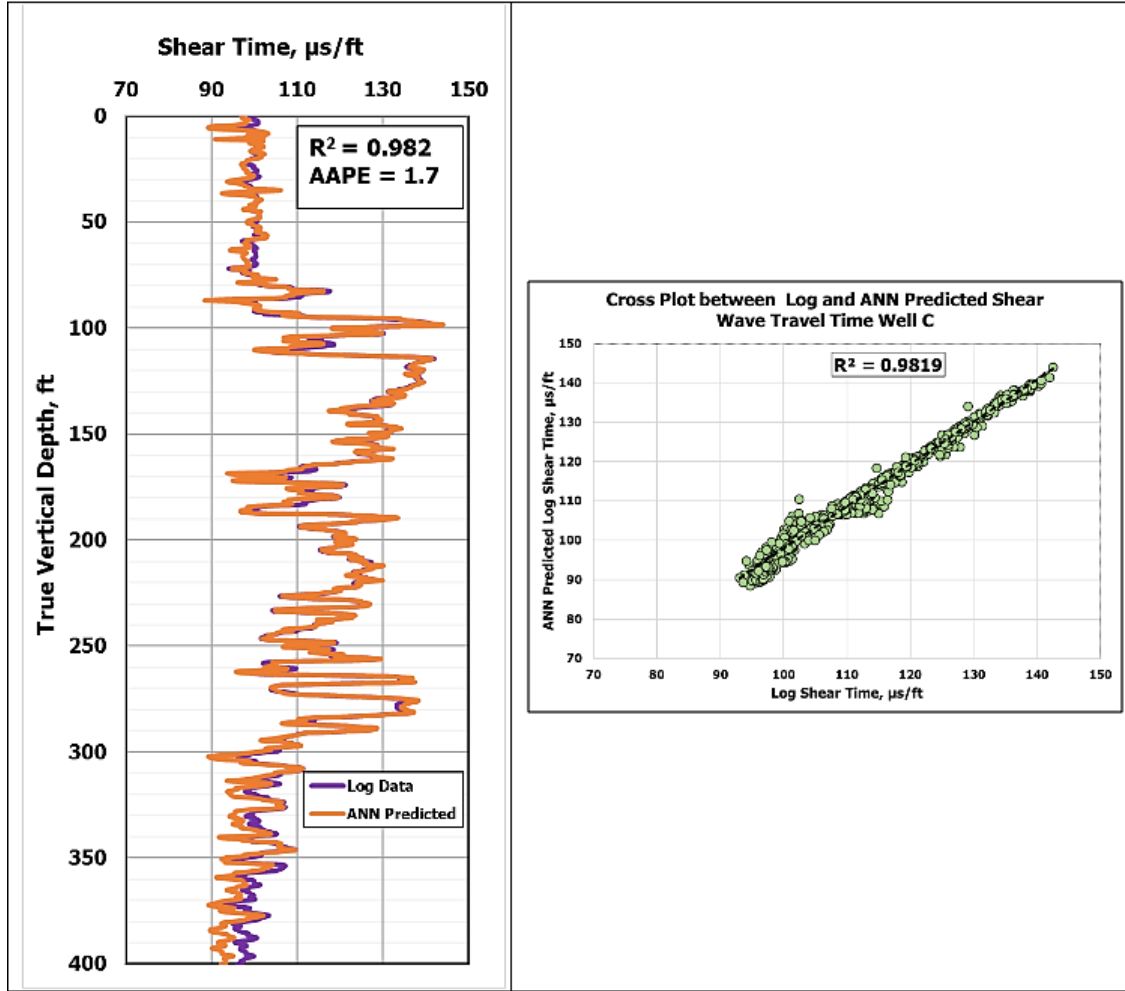 Shear Time, µs/ft
70 90 110 130 150
0
50
100
150
200
250
300
350
400
True Vertical Depth, ft
R² = 0.982
AAPE = 1.7
Log Data
ANN Predicted
Cross Plot between Log and ANN Predicted Shear
Wave Travel Time Well C
R² = 0.9819
150
140
130
120
110
100
90
80
70
ANN Predicted Log Shear Time, µs/ft
70 80 90 100 110 120 130 140 150
Log Shear Time, µs/ft